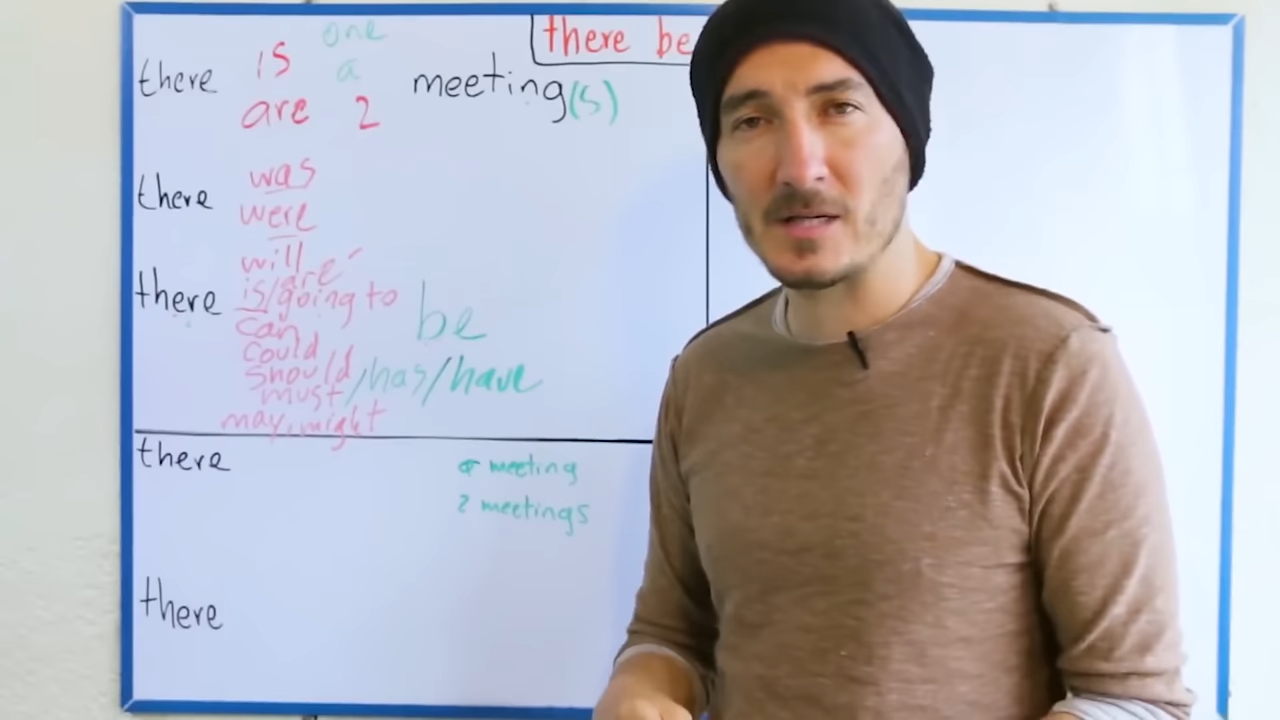 one
there be
there is a meeting(s)
are 2
there was
were
will
are
there is/going to be
can
could
should/has/have
must
may, might
there
a meeting
2 meetings
there